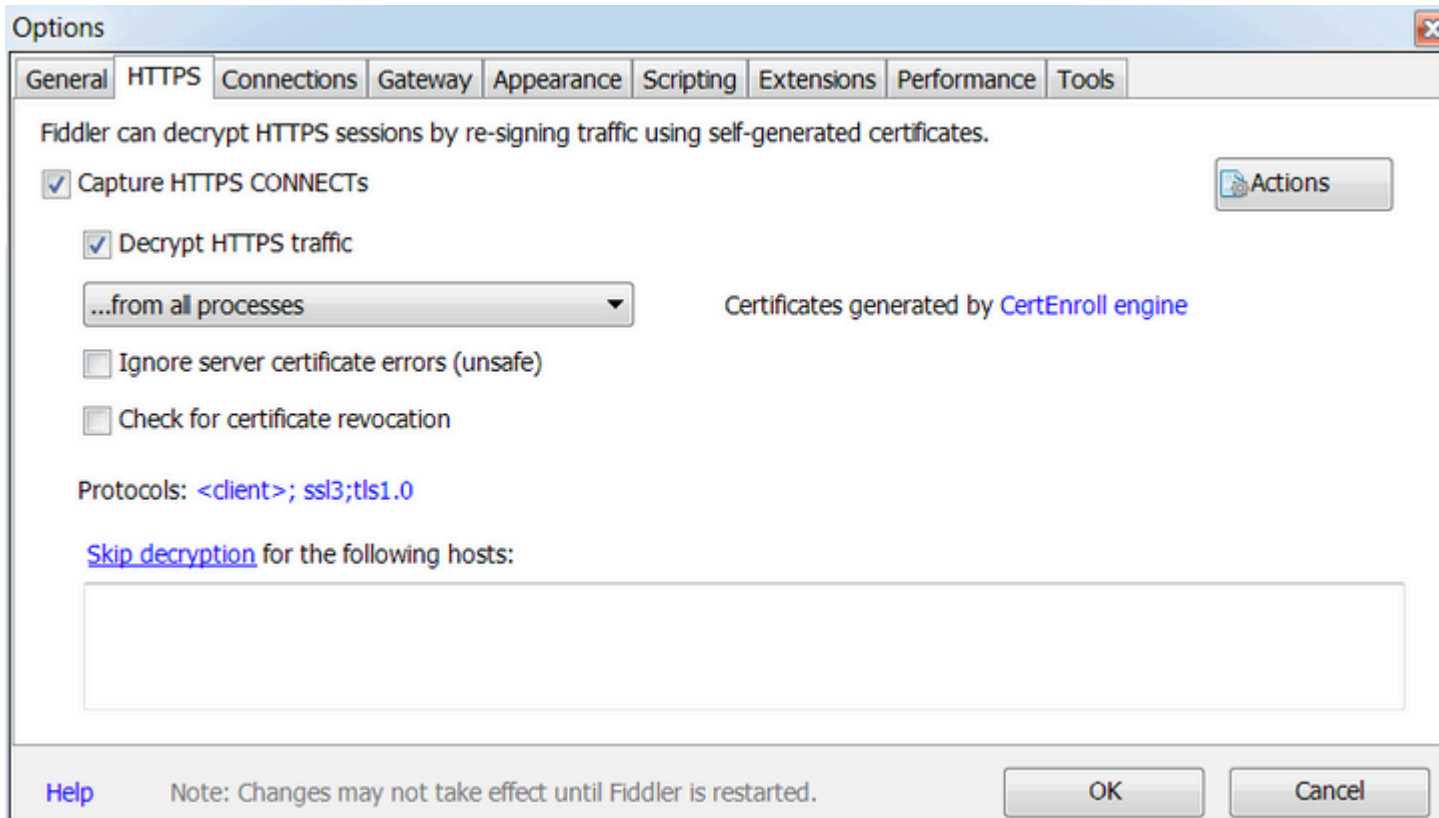 Options
General HTTPS Connections Gateway Appearance Scripting Extensions Performance Tools
Fiddler can decrypt HTTPS sessions by re-signing traffic using self-generated certificates.
Capture HTTPS CONNECTs Actions
Decrypt HTTPS traffic
...from all processes Certificates generated by CertEnroll engine
Ignore server certificate errors (unsafe)
Check for certificate revocation
Protocols: <client>; ssl3;tls1.0
Skip decryption for the following hosts:
Help Note: Changes may not take effect until Fiddler is restarted. OK Cancel